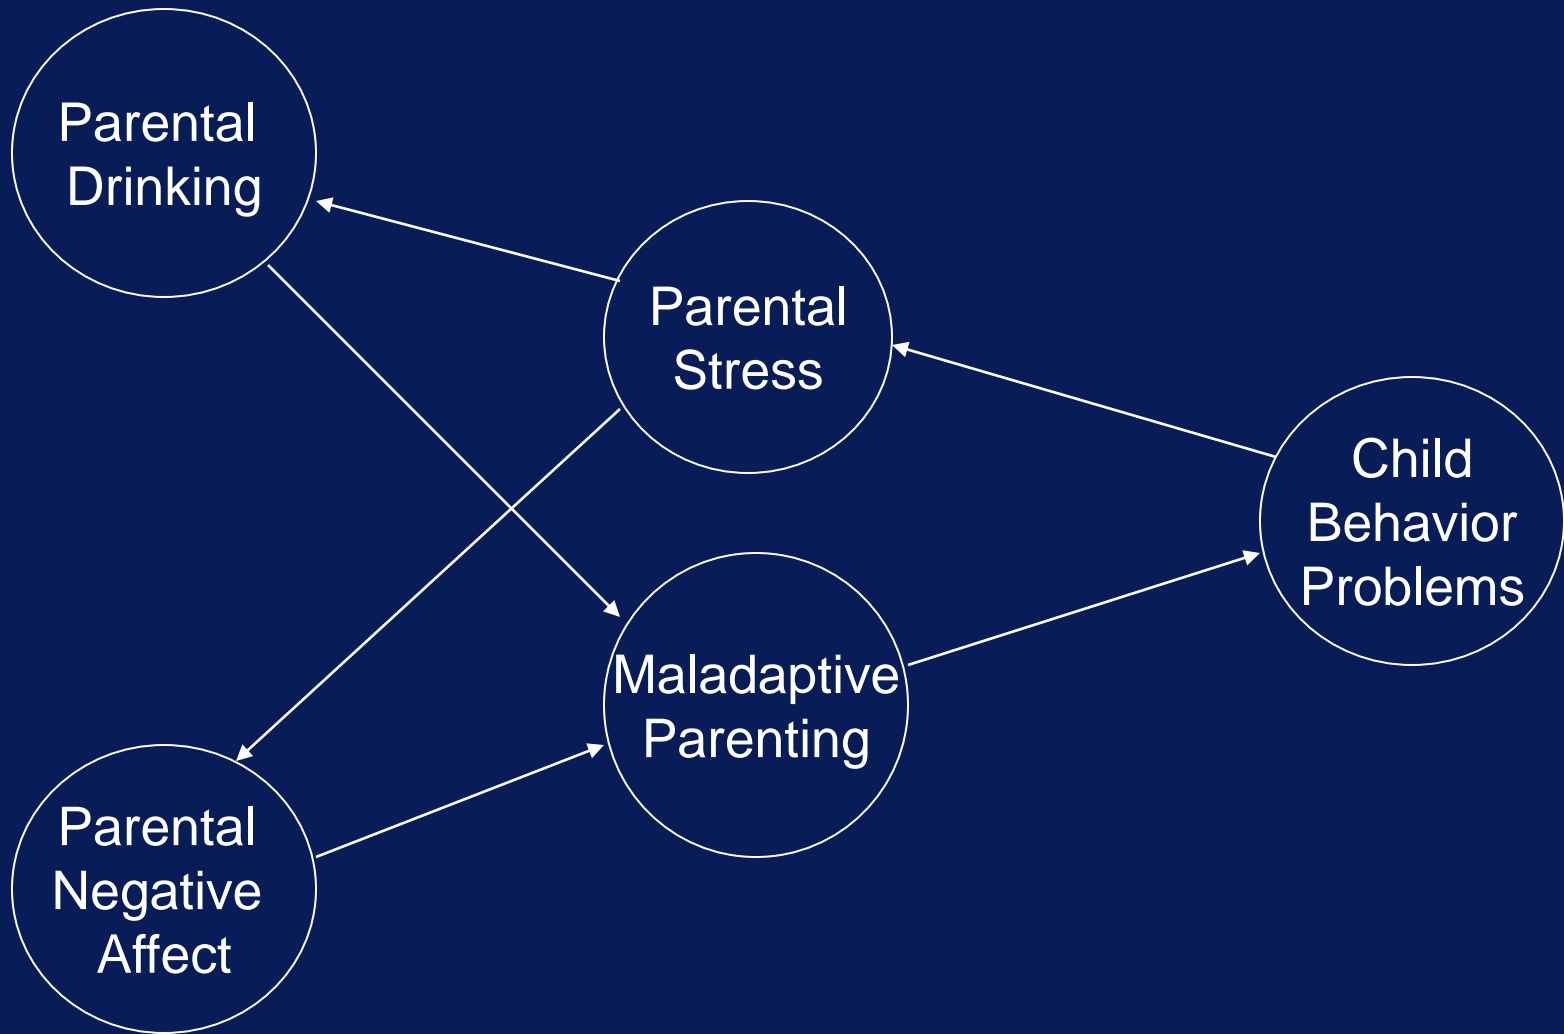 Parental
Drinking
Parental
Stress
Child
Behavior
Problems
Maladaptive
Parenting
Parental
Negative
Affect